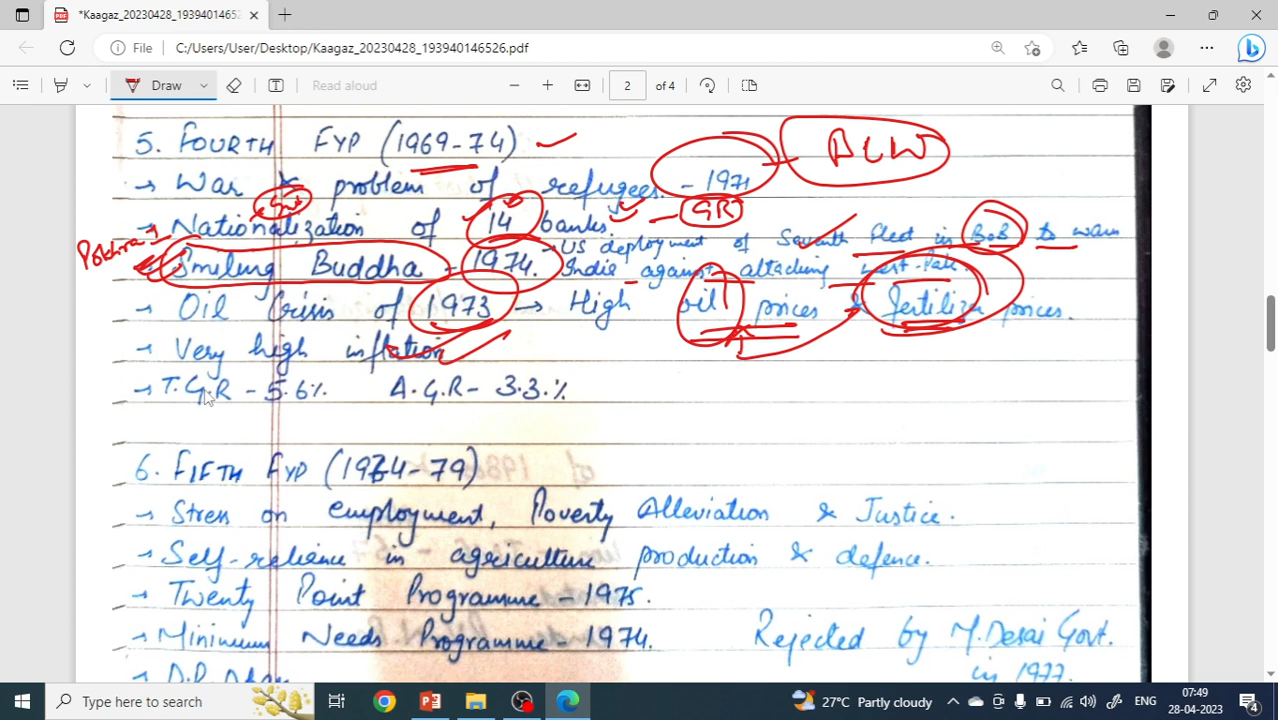 *Kaagaz_20230428_193940146526
File C:/Users/User/Desktop/Kaagaz_20230428_193940146526.pdf
Draw Read aloud 2 of 4
5. FOURTH FYP (1969-74)
BLW
→ War & problem of refugees. - 1971
→ Nationalization of 14 banks. - GR
→ US deployment of Seventh Fleet in BoB to warn
Pokhran
→ Smiling Buddha - 1974. India against attaching West-Pak.
→ Oil Crisis of 1973 → High oil prices & fertilizer prices.
→ Very high inflation
→ T.G.R - 5.6% A.G.R - 3.3.%
6. FIFTH FYP (1974-79)
→ Stress on employment, Poverty Alleviation & Justice.
→ Self-reliance in agriculture production & defence.
→ Twenty Point Programme - 1975.
→ Minimum Needs Programme - 1974. Rejected by M.Desai Govt.
in 1977.
→ D.P. Dhar
Type here to search
27°C Partly cloudy
ENG
07:49
28-04-2023
4